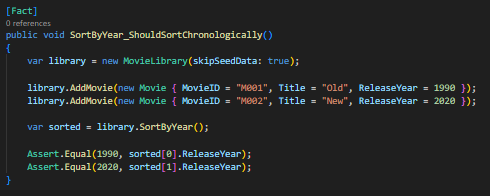 [Fact]
0 references
public void SortByYear_ShouldSortChronologically()
{
var library = new MovieLibrary(skipSeedData: true);
library.AddMovie(new Movie { MovieID = "M001", Title = "Old", ReleaseYear = 1990 });
library.AddMovie(new Movie { MovieID = "M002", Title = "New", ReleaseYear = 2020 });
var sorted = library.SortByYear();
Assert.Equal(1990, sorted[0].ReleaseYear);
Assert.Equal(2020, sorted[1].ReleaseYear);
}